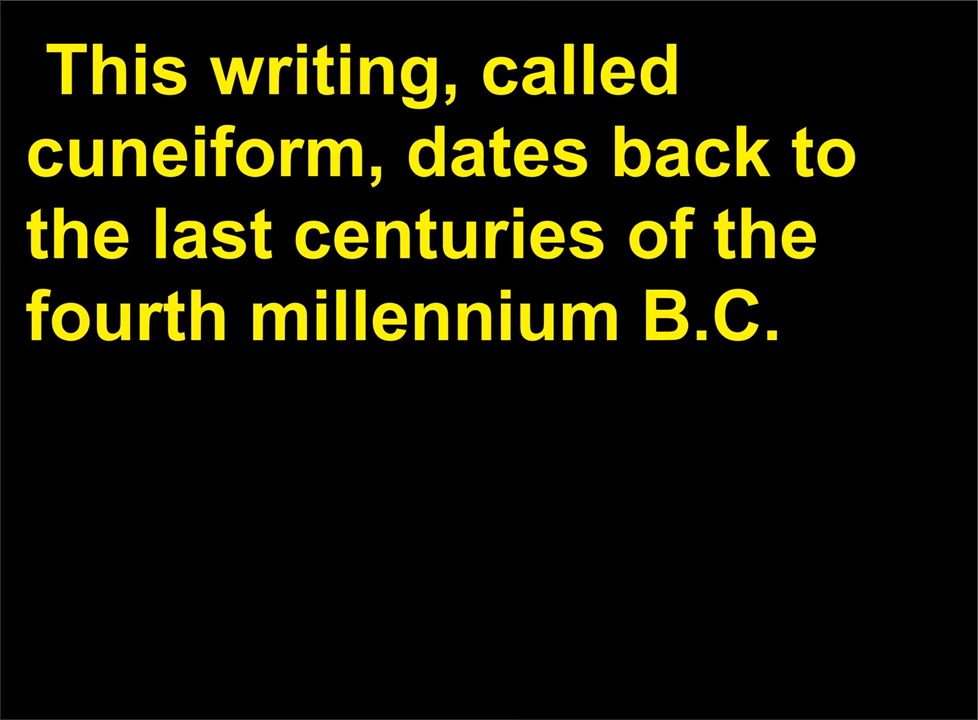 This writing, called
cuneiform, dates back to
the last centuries of the
fourth millennium B.C.